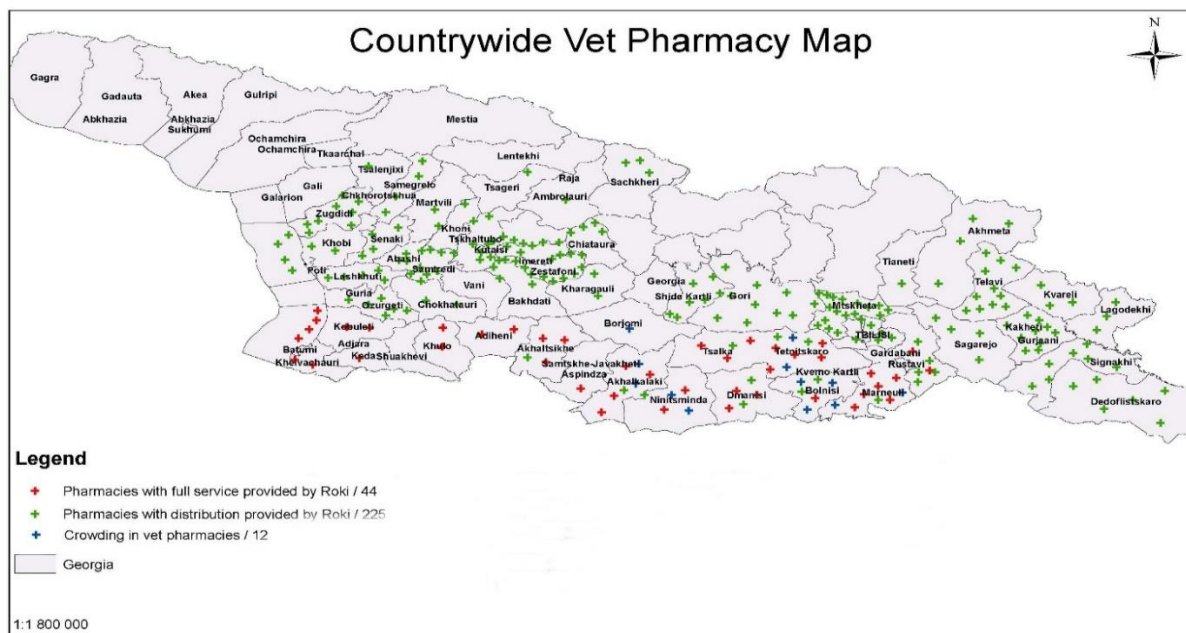 Countrywide Vet Pharmacy Map
N
Gagra
Gadauta
Abkhazia
Akea
Abkhazia
Sukhumi
Gulripi
Ochamchira
Ochamchira
Tkaarchal
Mestia
Lentekhi
Tsalenjixi
Samegrelo
Tsageri
Raja
Ambrolauri
Sachkheri
Gali
Galarion
Chkhorotsehua
Martvili
Zugdidi
Khobi
Senaki
Khoni
Tskhaltubo
Kutaisi
Chiataura
Imereti
Zestafoni
Abashi
Samtredi
Poti
Lashkhuti
Guria
Ozurgeti
Chokhatauri
Vani
Bakhdati
Kharagauli
Georgia
Shida Kartli
Gori
Mtskheta
TBILISI
Tianeti
Akhmeta
Telavi
Kvareli
Lagodekhi
Kakheti
Gurjaani
Sagarejo
Signakhi
Dedoflistskaro
Kobuleti
Batumi
Khelvachauri
Adjara
Keda
Shuakhevi
Khulo
Adiheni
Akhaltsikhe
Borjomi
Samtskhe-Javakheti
Aspindza
Akhalkalaki
Ninitsminda
Tsalka
Tetritskaro
Dmanisi
Kvemo Kartli
Bolnisi
Gardabani
Rustavi
Marneuli
Legend
Pharmacies with full service provided by Roki / 44
Pharmacies with distribution provided by Roki / 225
Crowding in vet pharmacies / 12
Georgia
1:1 800 000